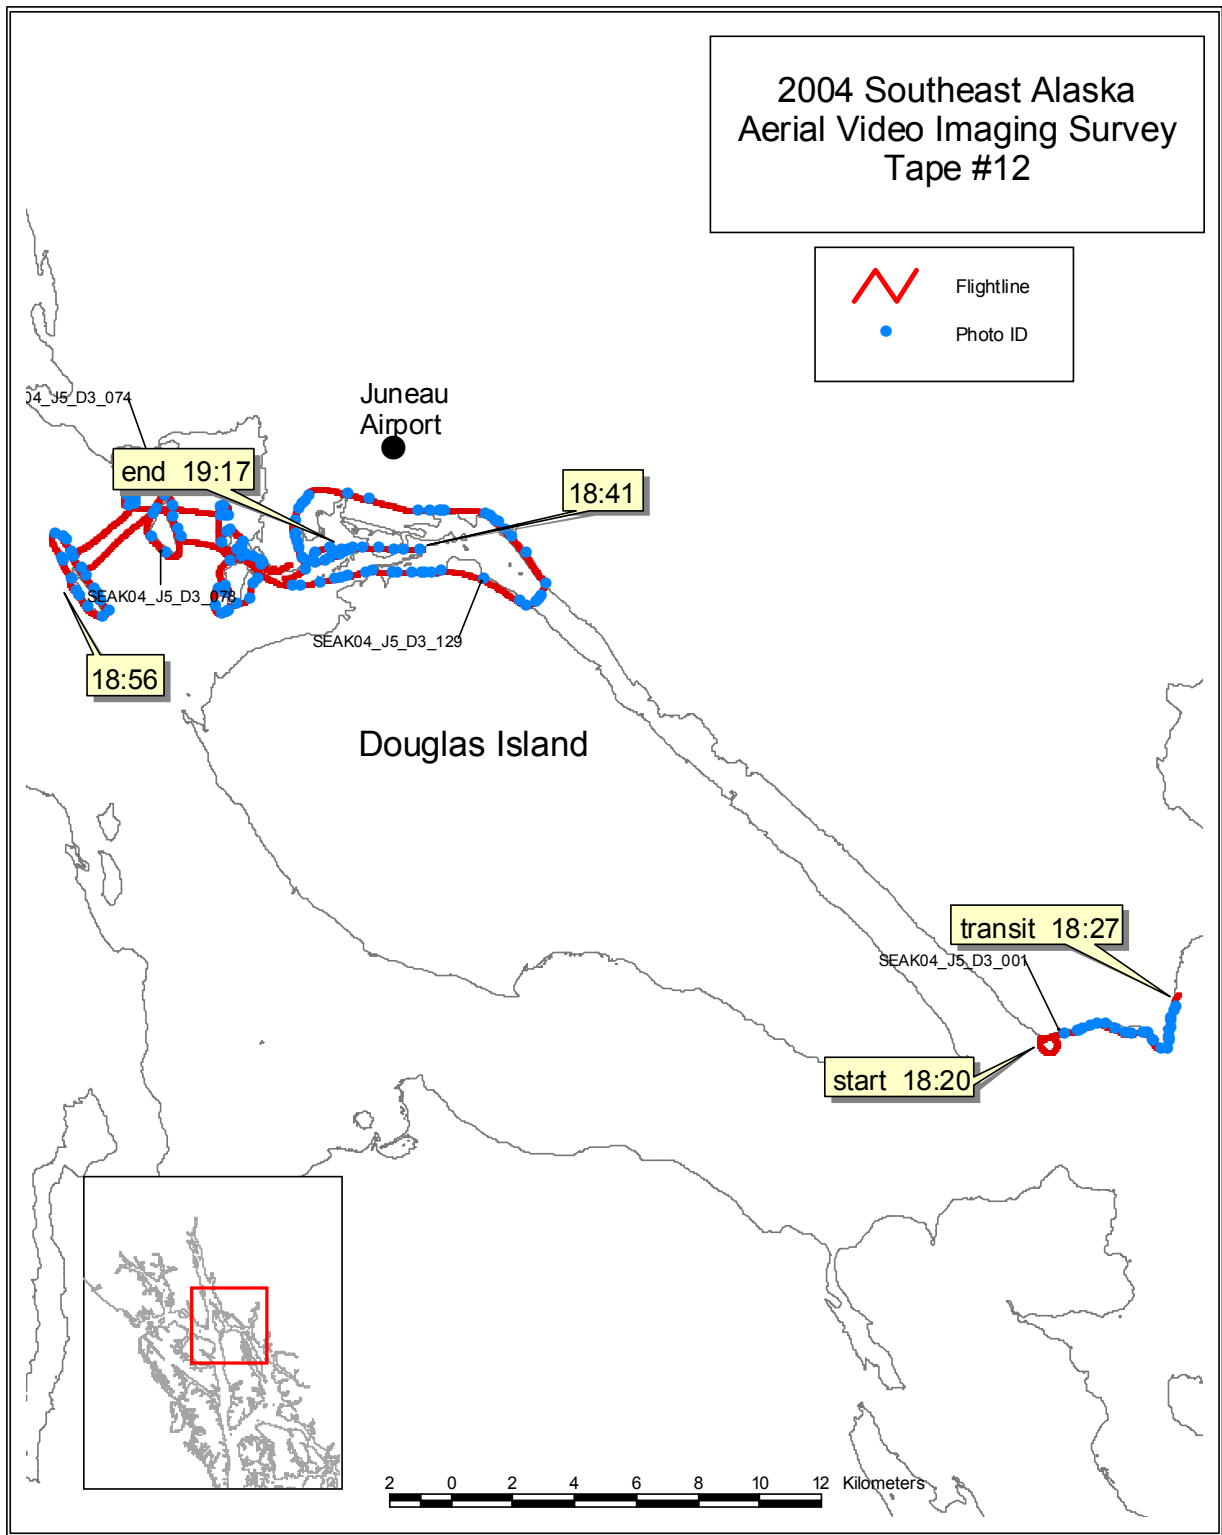 2004 Southeast Alaska
Aerial Video Imaging Survey
Tape #12
Flightline
Photo ID
Juneau
Airport
04_J5_D3_074
end 19:17
18:41
SEAK04_J5_D3_078
SEAK04_J5_D3_129
18:56
Douglas Island
transit 18:27
SEAK04_J5_D3_001
start 18:20
2 0 2 4 6 8 10 12 Kilometers